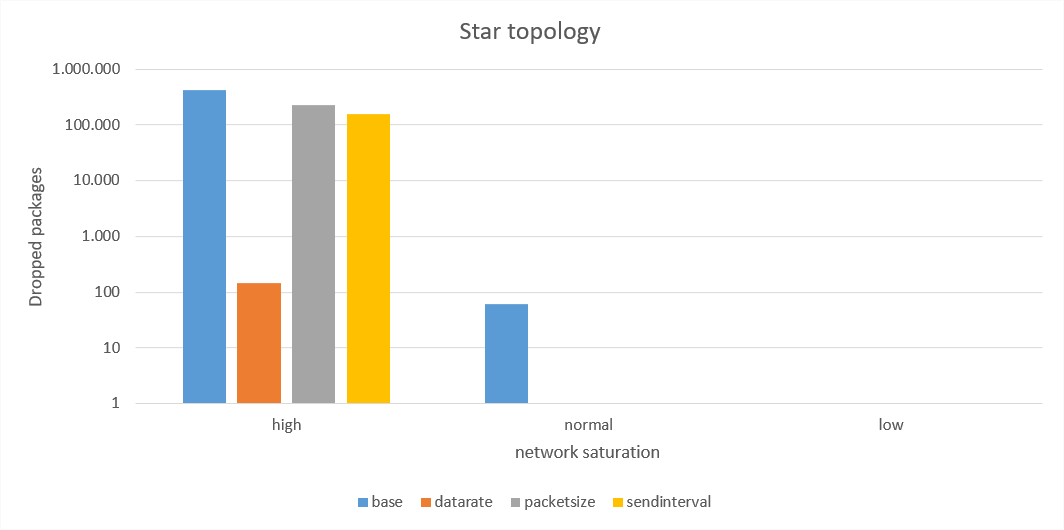 Star topology
1.000.000
100.000
10.000
1.000
100
10
1
Dropped packages
high normal low
network saturation
base datarate packetsize sendinterval